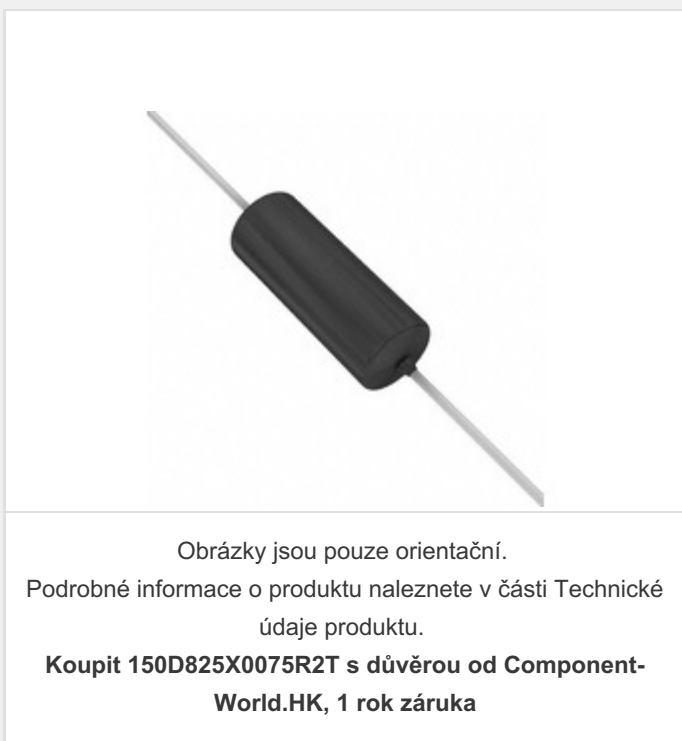 Obrázky jsou pouze orientační.
Podrobné informace o produktu naleznete v části Technické
údaje produktu.
Koupit 150D825X0075R2T s důvěrou od Component-
World.HK, 1 rok záruka